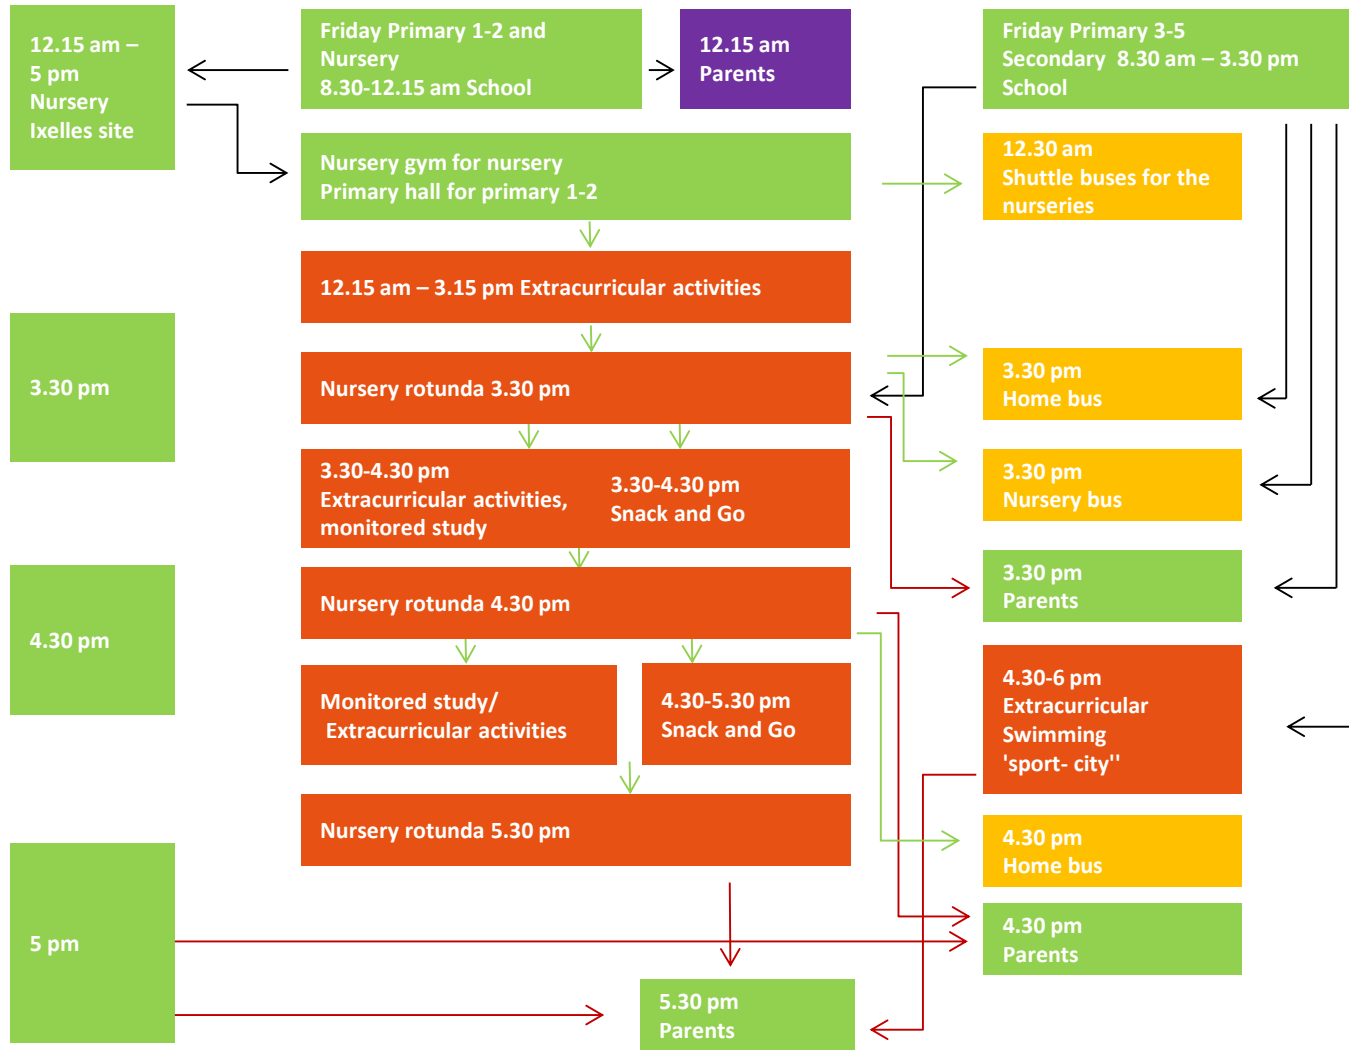 12.15 am –
5 pm
Nursery
Ixelles site
Friday Primary 1-2 and
Nursery
8.30-12.15 am School
12.15 am
Parents
Friday Primary 3-5
Secondary 8.30 am – 3.30 pm
School
Nursery gym for nursery
Primary hall for primary 1-2
12.30 am
Shuttle buses for the
nurseries
12.15 am – 3.15 pm Extracurricular activities
3.30 pm
Nursery rotunda 3.30 pm
3.30 pm
Home bus
3.30-4.30 pm
Extracurricular activities,
monitored study
3.30-4.30 pm
Snack and Go
3.30 pm
Nursery bus
4.30 pm
Nursery rotunda 4.30 pm
3.30 pm
Parents
Monitored study/
Extracurricular activities
4.30-5.30 pm
Snack and Go
4.30-6 pm
Extracurricular
Swimming
'sport- city''
Nursery rotunda 5.30 pm
4.30 pm
Home bus
5 pm
4.30 pm
Parents
5.30 pm
Parents